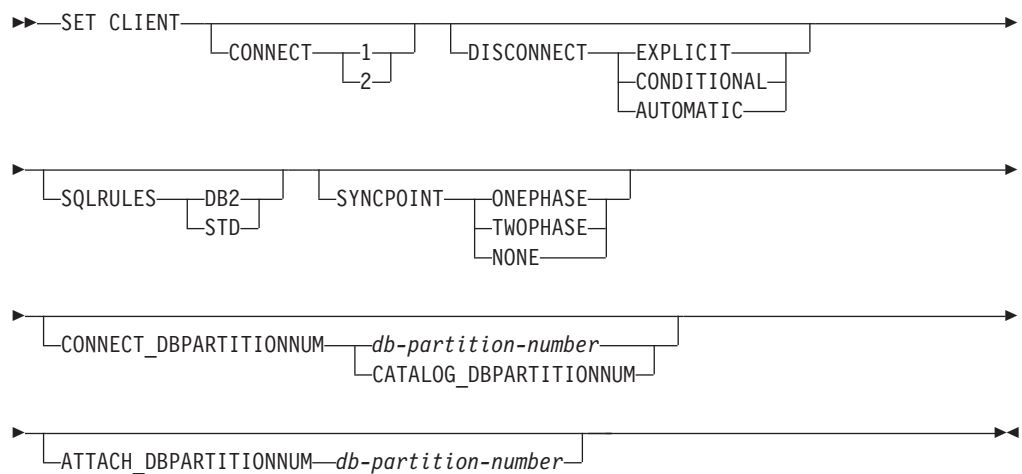 SET CLIENT
CONNECT 1 DISCONNECT EXPLICIT
2 CONDITIONAL
AUTOMATIC
SQLRULES DB2 SYNCPOINT ONEPHASE
STD TWOPHASE
NONE
CONNECT_DBPARTITIONNUM db-partition-number
CATALOG_DBPARTITIONNUM
ATTACH_DBPARTITIONNUM db-partition-number